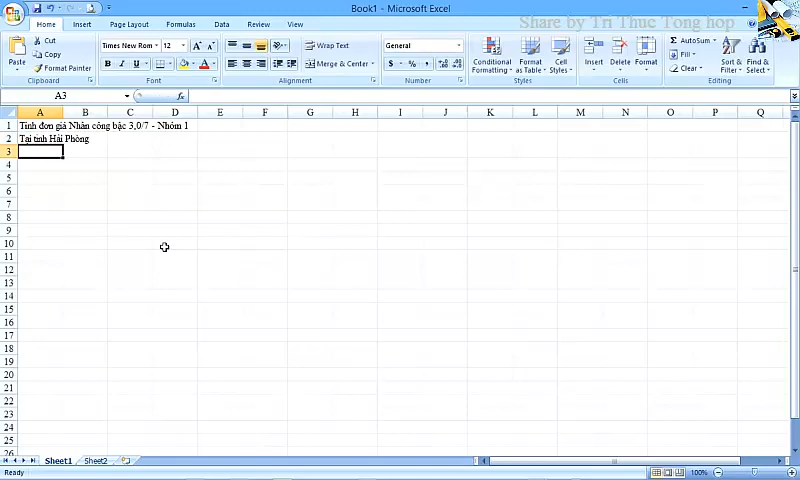 Book1 - Microsoft Excel
Share by Tri Thuc Tong hop
Home Insert Page Layout Formulas Data Review View
Paste Cut Copy Format Painter Clipboard
Times New Rom 12 A A B I U A Font
Wrap Text Merge & Center Alignment
General $ % , Number
Conditional Formatting Format as Table Cell Styles Styles
Insert Delete Format Cells
Σ AutoSum Fill Clear Sort & Filter Find & Select Editing
A3 fx
A B C D E F G H I J K L M N O P Q
1 Tính đơn giá Nhân công bậc 3,0/7 - Nhóm 1
2 Tại tỉnh Hải Phòng
3
4
5
6
7
8
9
10
11
12
13
14
15
16
17
18
19
20
21
22
23
24
25
26
Sheet1 Sheet2
Ready 100%